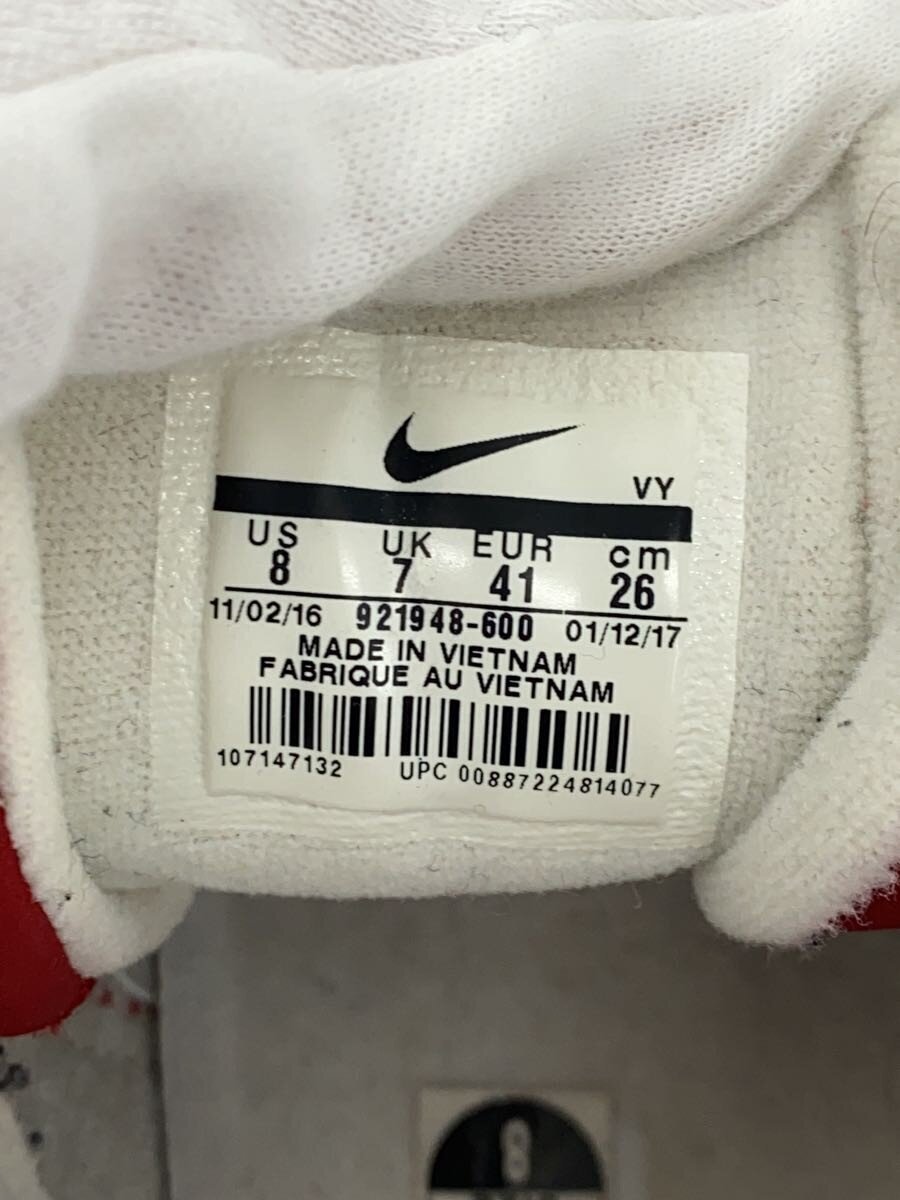 VY
US UK EUR cm
8 7 41 26
11/02/16 921948-600 01/12/17
MADE IN VIETNAM
FABRIQUE AU VIETNAM
107147132 UPC 00887224814077
8